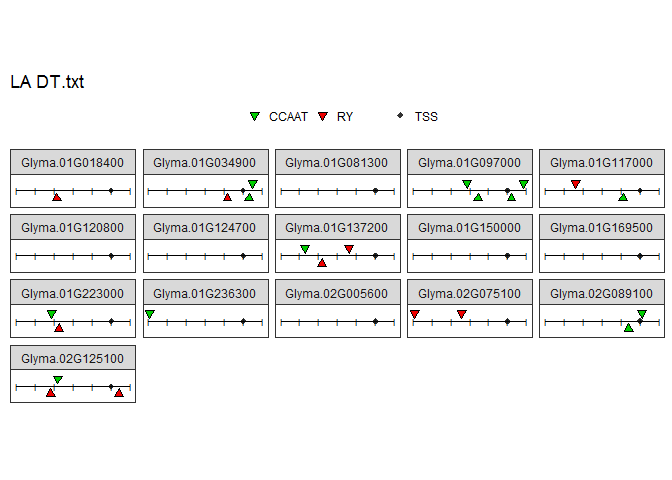 LA DT.txt
CCAAT RY TSS
Glyma.01G018400 Glyma.01G034900 Glyma.01G081300 Glyma.01G097000 Glyma.01G117000
Glyma.01G120800 Glyma.01G124700 Glyma.01G137200 Glyma.01G150000 Glyma.01G169500
Glyma.01G223000 Glyma.01G236300 Glyma.02G005600 Glyma.02G075100 Glyma.02G089100
Glyma.02G125100